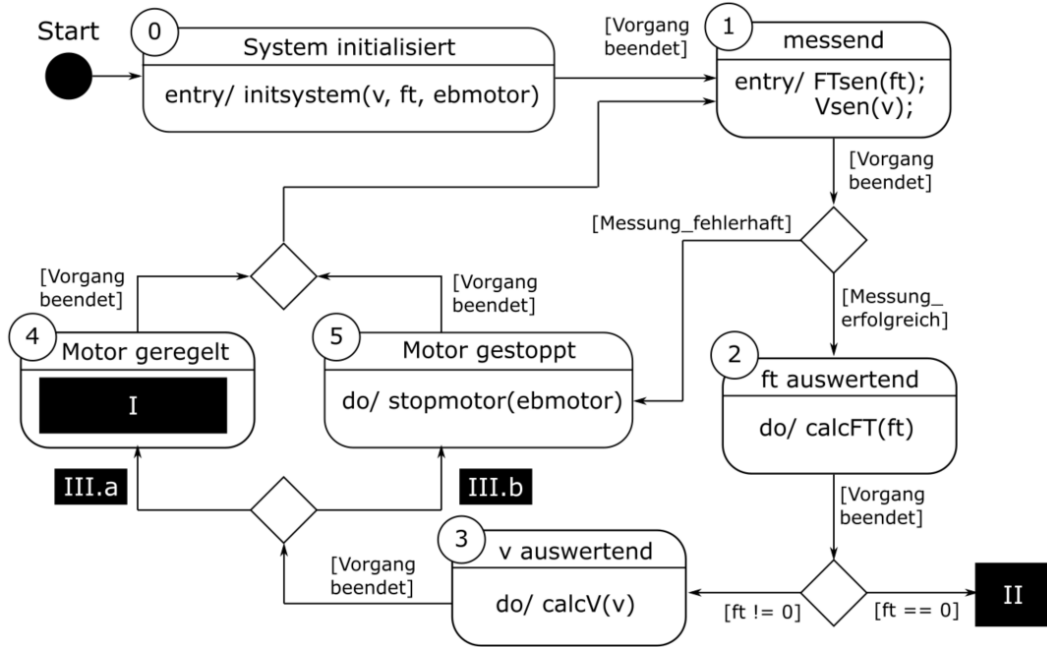 Start
0
System initialisiert
entry/ initsystem(v, ft, ebmotor)
[Vorgang
beendet]
1
messend
entry/ FTsen(ft);
Vsen(v);
[Vorgang
beendet]
[Messung_fehlerhaft]
[Messung_
erfolgreich]
[Vorgang
beendet]
[Vorgang
beendet]
4
Motor geregelt
I
5
Motor gestoppt
do/ stopmotor(ebmotor)
2
ft auswertend
do/ calcFT(ft)
III.a
III.b
[Vorgang
beendet]
3
v auswertend
do/ calcV(v)
[Vorgang
beendet]
[ft != 0]
[ft == 0]
II